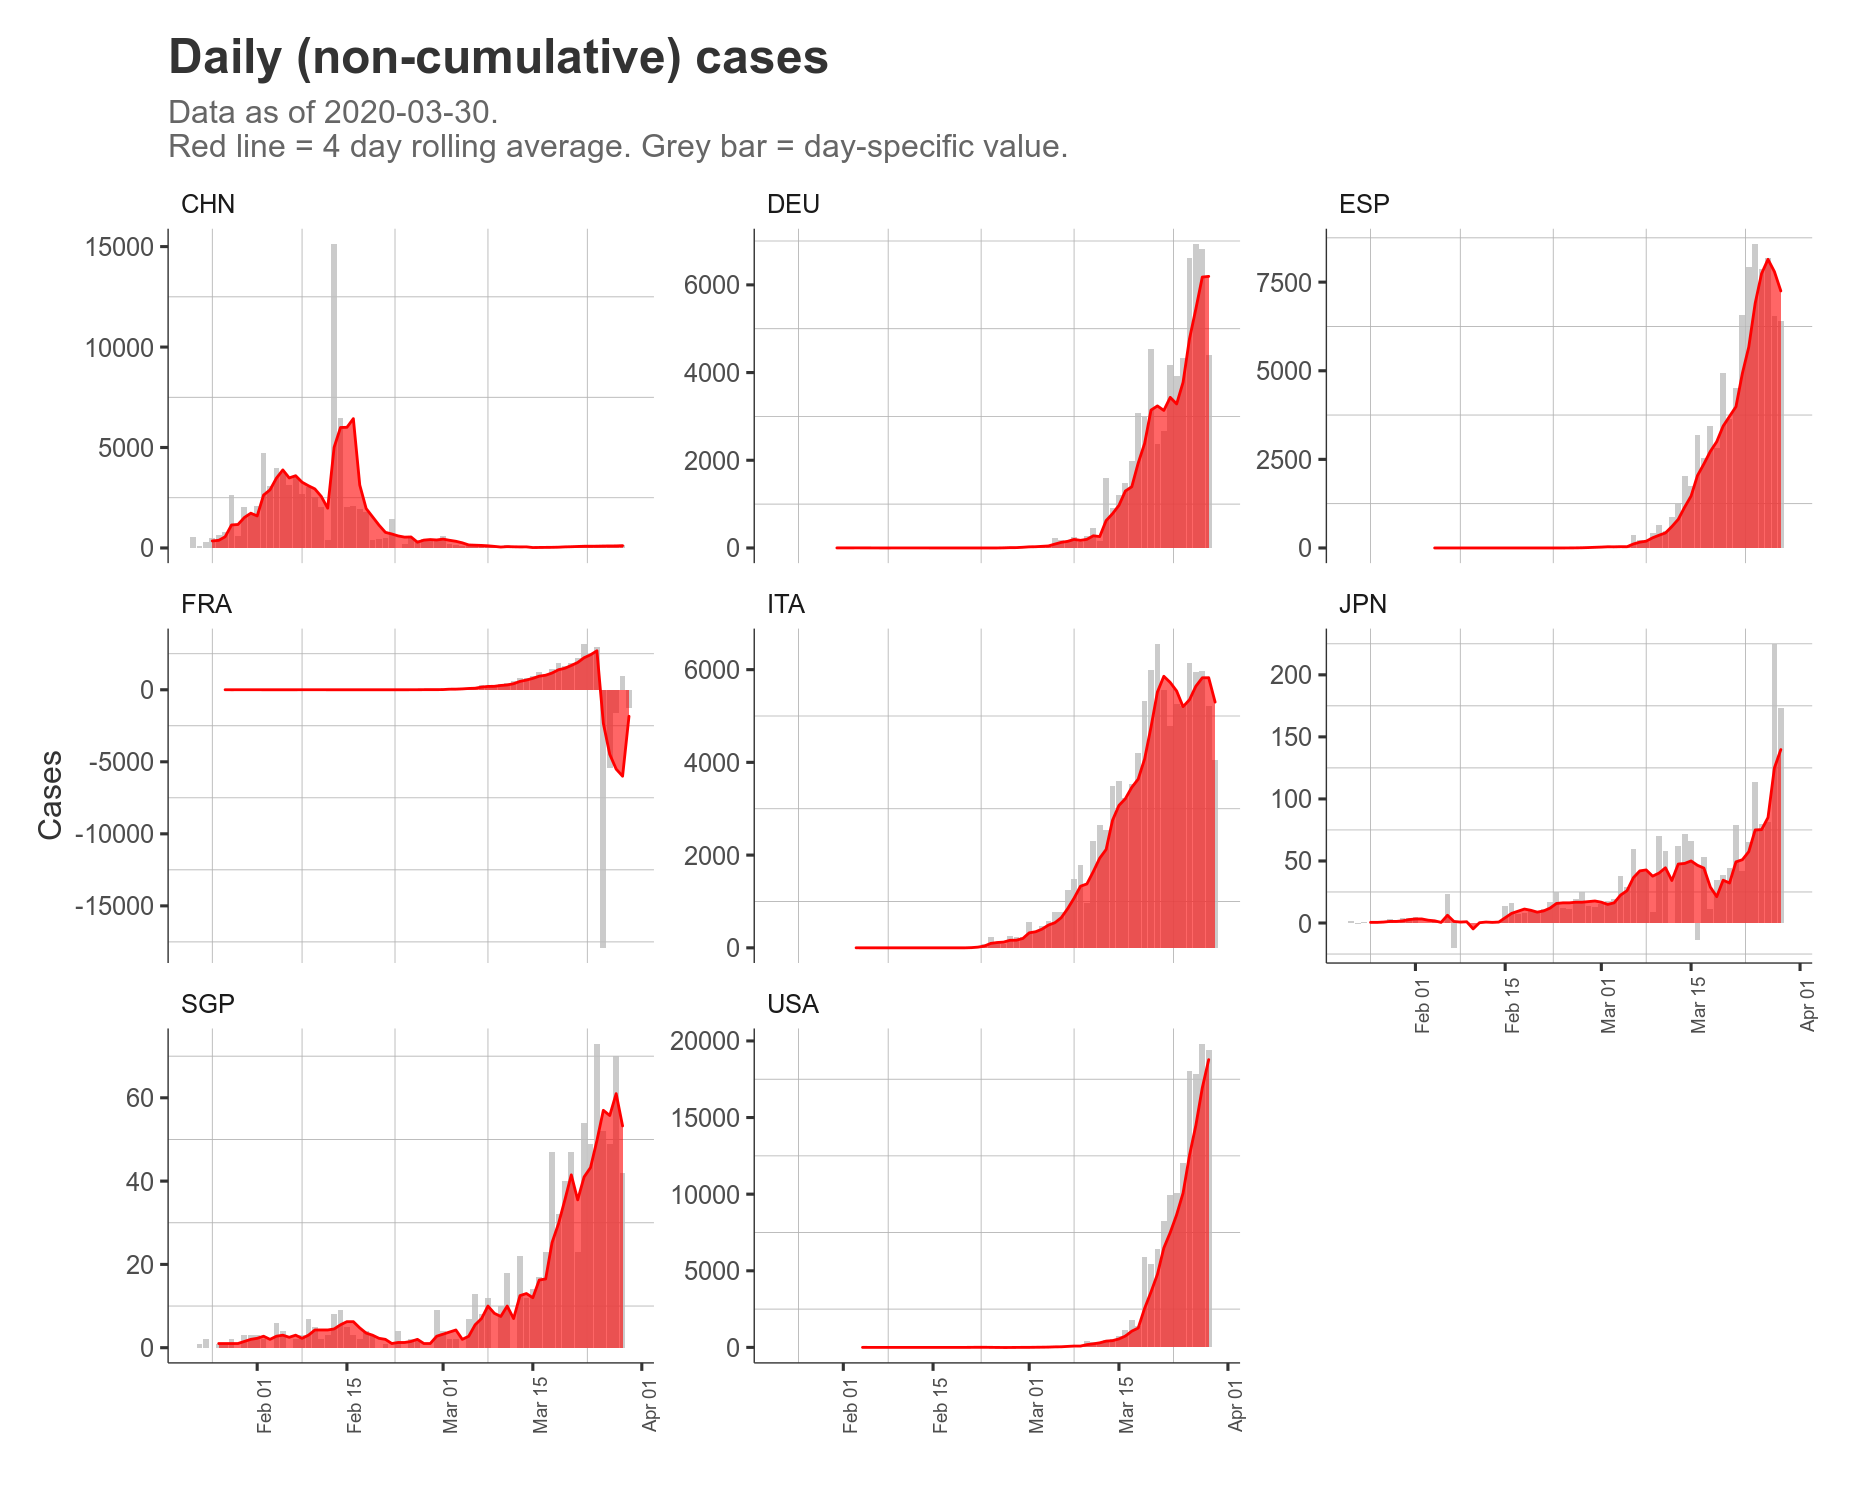 Daily (non-cumulative) cases
Data as of 2020-03-30.
Red line = 4 day rolling average. Grey bar = day-specific value.
CHN
15000
10000
5000
0
DEU
6000
4000
2000
0
ESP
7500
5000
2500
0
Cases
FRA
0
-5000
-10000
-15000
ITA
6000
4000
2000
0
JPN
200
150
100
50
0
Feb 01
Feb 15
Mar 01
Mar 15
Apr 01
SGP
60
40
20
0
Feb 01
Feb 15
Mar 01
Mar 15
Apr 01
USA
20000
15000
10000
5000
0
Feb 01
Feb 15
Mar 01
Mar 15
Apr 01